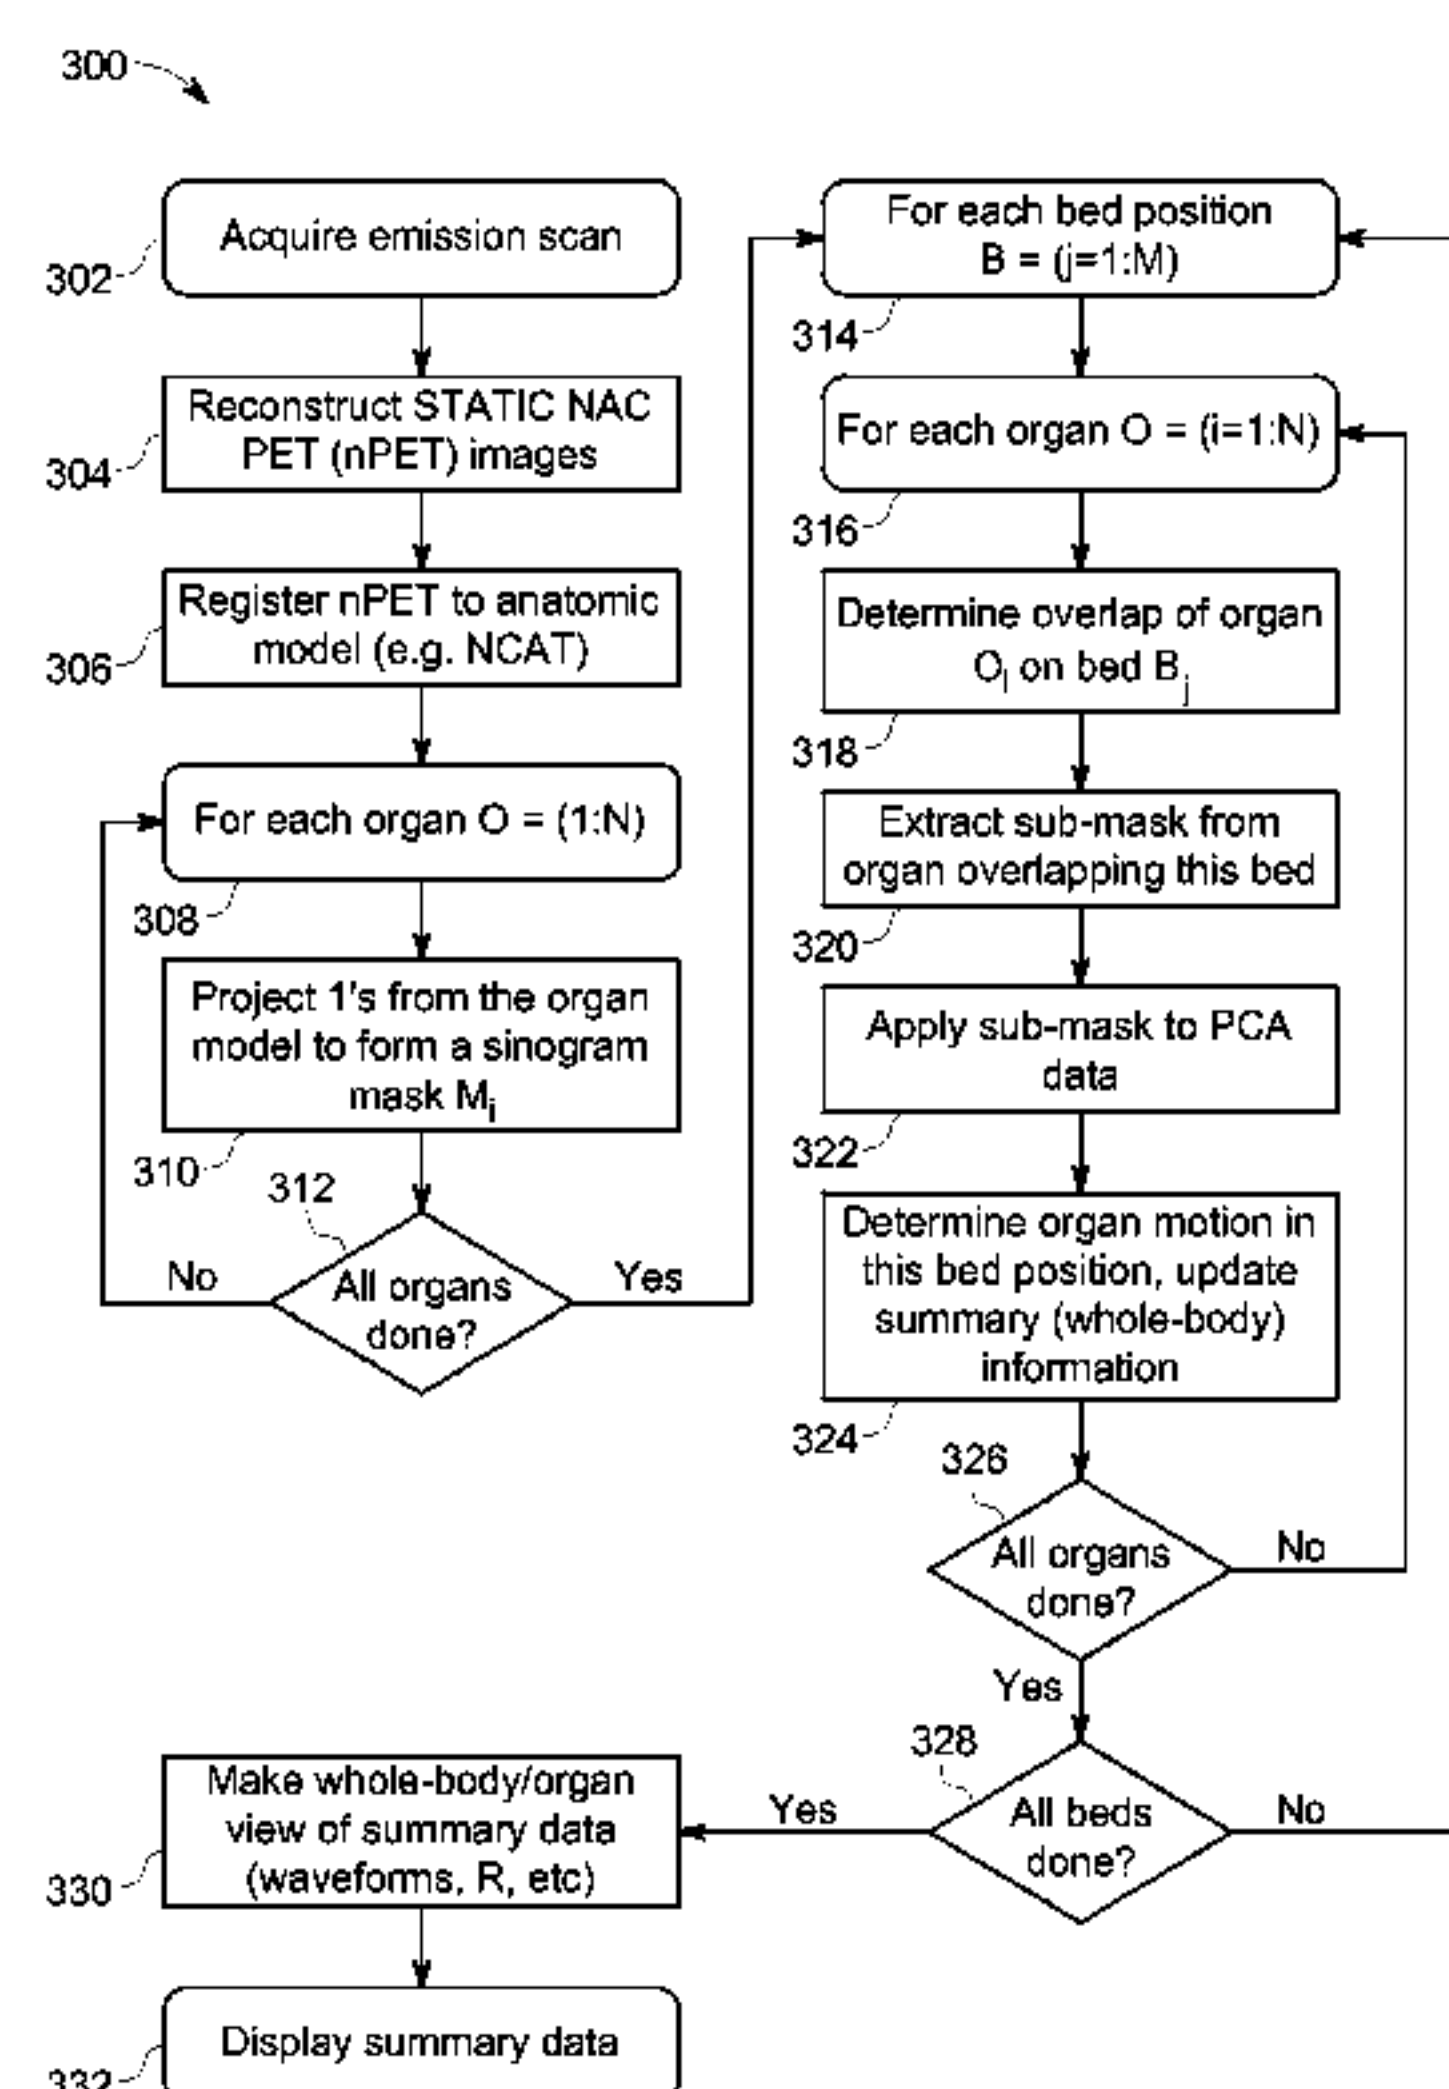 300
Acquire emission scan
302
Reconstruct STATIC NAC
PET (nPET) images
304
Register nPET to anatomic
model (e.g. NCAT)
306
For each organ O = (1:N)
308
Project 1's from the organ
model to form a sinogram
mask Mi
310
312
All organs
done?
No
Yes
For each bed position
B = (j=1:M)
314
For each organ O = (i=1:N)
316
Determine overlap of organ
Oi on bed Bj
318
Extract sub-mask from
organ overlapping this bed
320
Apply sub-mask to PCA
data
322
Determine organ motion in
this bed position, update
summary (whole-body)
information
324
326
All organs
done?
No
Yes
328
All beds
done?
No
Yes
Make whole-body/organ
view of summary data
(waveforms, R, etc)
330
Display summary data
332